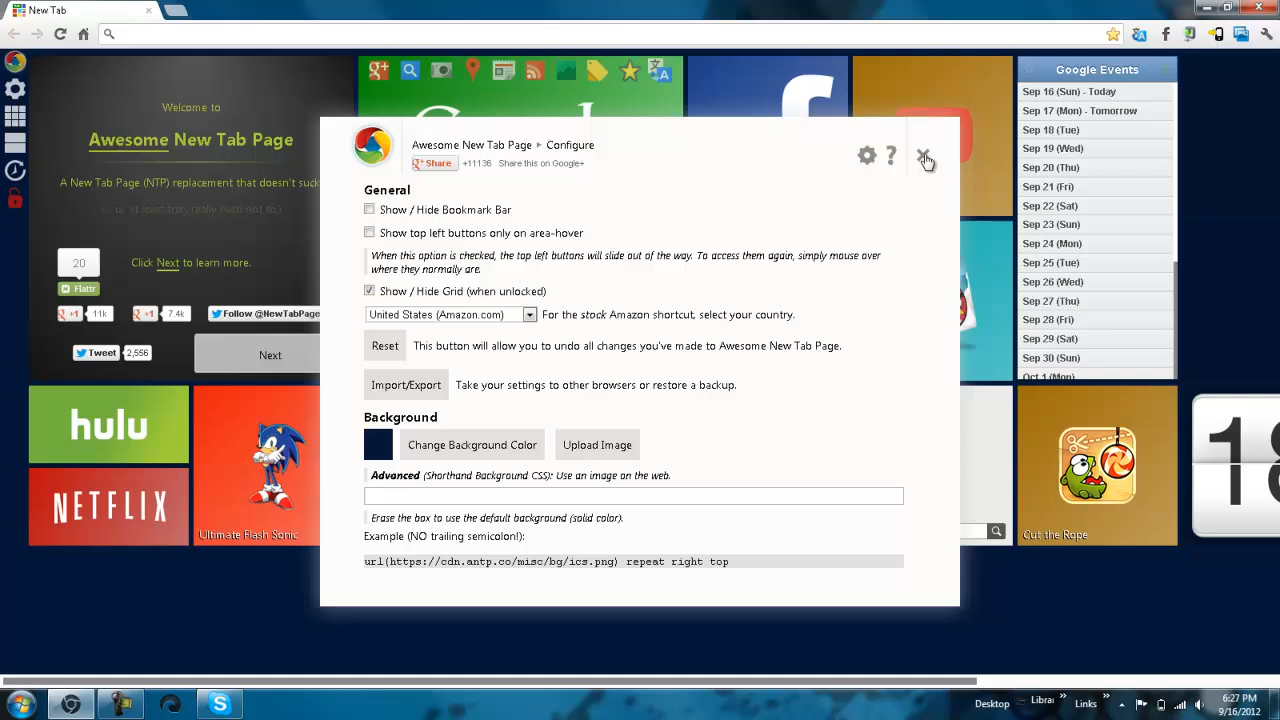 New Tab
Welcome to
Awesome New Tab Page
A New Tab Page (NTP) replacement that doesn't suck
20
Click Next to learn more.
Flattr
+1 11k
+1 7.4k
Follow @NewTabPage
Tweet 2,556
Next
hulu
NETFLIX
Ultimate Flash Sonic
Awesome New Tab Page ▸ Configure
Share +11136 Share this on Google+
General
Show / Hide Bookmark Bar
Show top left buttons only on area-hover
When this option is checked, the top left buttons will slide out of the way. To access them again, simply mouse over
where they normally are.
Show / Hide Grid (when unlocked)
United States (Amazon.com) For the stock Amazon shortcut, select your country.
Reset This button will allow you to undo all changes you've made to Awesome New Tab Page.
Import/Export Take your settings to other browsers or restore a backup.
Background
Change Background Color Upload Image
Advanced (Shorthand Background CSS): Use an image on the web.
Erase the box to use the default background (solid color).
Example (NO trailing semicolon!):
url(https://cdn.antp.co/misc/bg/ics.png) repeat right top
Google Events
Sep 16 (Sun) - Today
Sep 17 (Mon) - Tomorrow
Sep 18 (Tue)
Sep 19 (Wed)
Sep 20 (Thu)
Sep 21 (Fri)
Sep 22 (Sat)
Sep 23 (Sun)
Sep 24 (Mon)
Sep 25 (Tue)
Sep 26 (Wed)
Sep 27 (Thu)
Sep 28 (Fri)
Sep 29 (Sat)
Sep 30 (Sun)
Oct 1 (Mon)
Cut the Rope
Desktop
Librar
Links
6:27 PM
9/16/2012